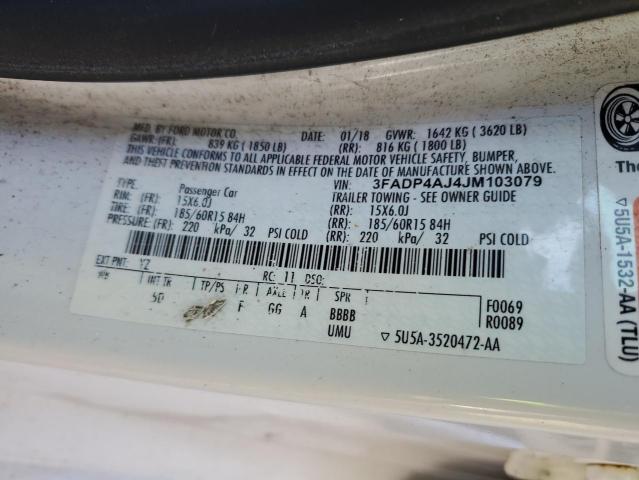 MFD. BY FORD MOTOR CO. DATE: 01/18 GVWR: 1642 KG ( 3620 LB)
GAWR: (FR): 839 KG ( 1850 LB) (RR): 816 KG ( 1800 LB)
THIS VEHICLE CONFORMS TO ALL APPLICABLE FEDERAL MOTOR VEHICLE SAFETY, BUMPER,
AND THEFT PREVENTION STANDARDS IN EFFECT ON THE DATE OF MANUFACTURE SHOWN ABOVE.
VIN: 3FADP4AJ4JM103079
Passenger Car TRAILER TOWING - SEE OWNER GUIDE
RIM: (FR): 15X6.0J (RR): 15X6.0J
TIRE: (FR): 185/60R15 84H (RR): 185/60R15 84H
PRESSURE: (FR): 220 kPa/ 32 PSI COLD (RR): 220 kPa/ 32 PSI COLD
EXT PNT: YZ RC: 11 DSO:
INT TR TP/PS R AXLE TR SPR
F GG A BBBB
UMU
F0069
R0089
▽ 5U5A-3520472-AA
The
▽ 5U5A-1532-AA (TLU)